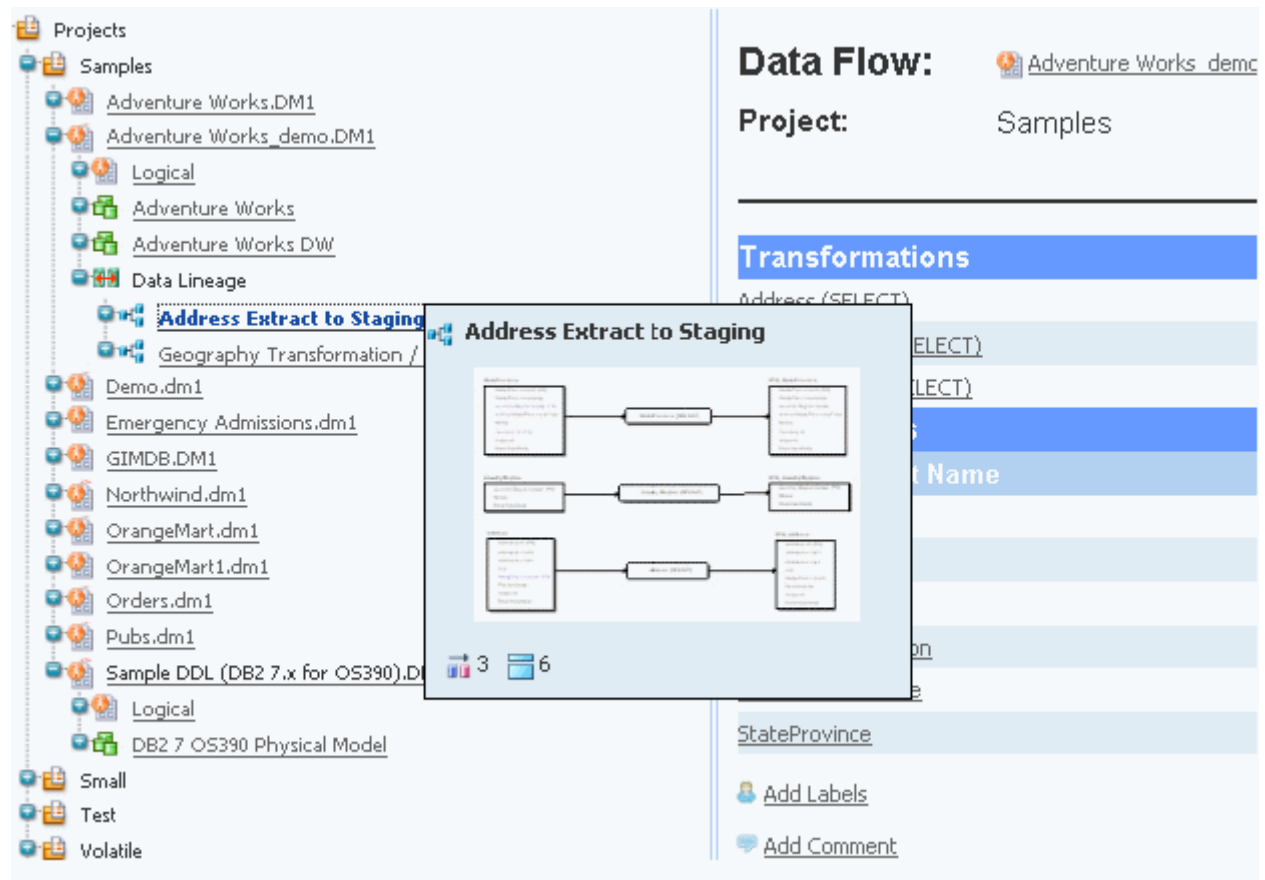 Projects
Samples
Adventure Works.DM1
Adventure Works_demo.DM1
Logical
Adventure Works
Adventure Works DW
Data Lineage
Address Extract to Staging
Geography Transformation /
Demo.dm1
Emergency Admissions.dm1
GIMDB.DM1
Northwind.dm1
OrangeMart.dm1
OrangeMart1.dm1
Orders.dm1
Pubs.dm1
Sample DDL (DB2 7.x for OS390).D
Logical
DB2 7 OS390 Physical Model
Small
Test
Volatile
Address Extract to Staging
3 6
Data Flow: Adventure Works_demo
Project: Samples
Transformations
Address (SELECT)
ELECT)
LECT)
t Name
on
e
StateProvince
Add Labels
Add Comment